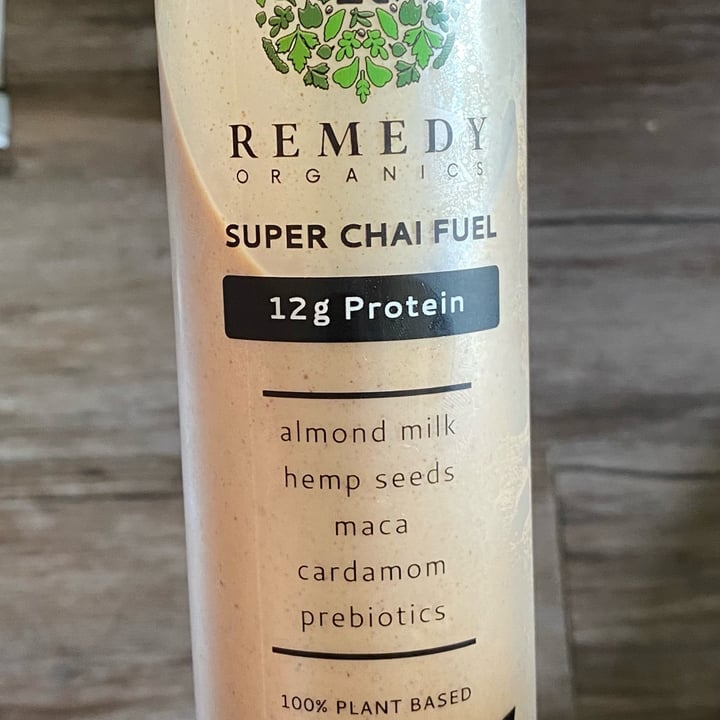 REMEDY
ORGANICS
SUPER CHAI FUEL
12g Protein
almond milk
hemp seeds
maca
cardamom
prebiotics
100% PLANT BASED